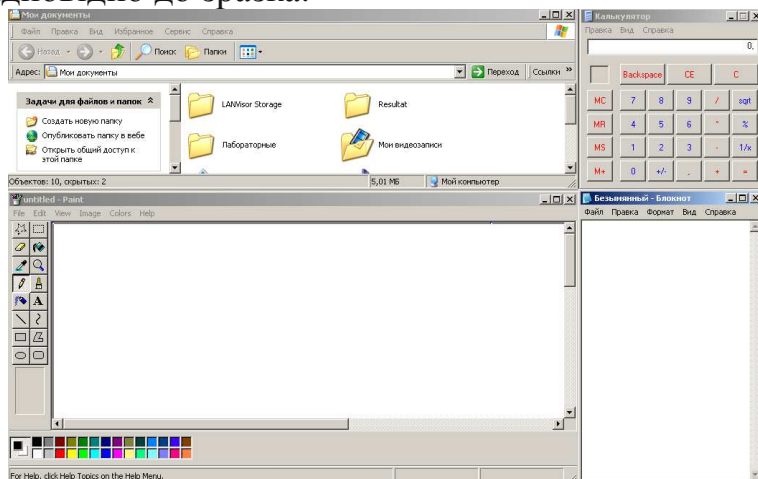 дповідно до зразка.
Мои документы
Файл Правка Вид Избранное Сервис Справка
Назад Поиск Папки
Адрес: Мои документы Переход Ссылки »
Задачи для файлов и папок
Создать новую папку
Опубликовать папку в вебе
Открыть общий доступ к
этой папке
LANVisor Storage Resultat
Лабораторные Мои видеозаписи
Объектов: 10, скрытых: 2 5,01 МБ Мой компьютер
Калькулятор
Правка Вид Справка
0,
Backspace CE C
MC 7 8 9 / sqrt
MR 4 5 6 * %
MS 1 2 3 - 1/x
M+ 0 +/- , + =
untitled - Paint
File Edit View Image Colors Help
A
For Help, click Help Topics on the Help Menu.
Безымянный - Блокнот
Файл Правка Формат Вид Справка